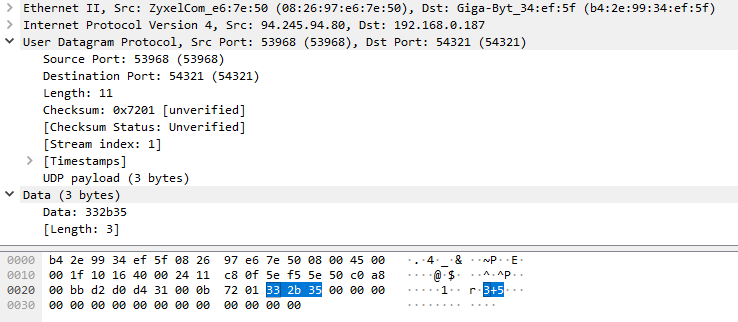 Ethernet II, Src: ZyxelCom_e6:7e:50 (08:26:97:e6:7e:50), Dst: Giga-Byt_34:ef:5f (b4:2e:99:34:ef:5f)
Internet Protocol Version 4, Src: 94.245.94.80, Dst: 192.168.0.187
User Datagram Protocol, Src Port: 53968 (53968), Dst Port: 54321 (54321)
Source Port: 53968 (53968)
Destination Port: 54321 (54321)
Length: 11
Checksum: 0x7201 [unverified]
[Checksum Status: Unverified]
[Stream index: 1]
[Timestamps]
UDP payload (3 bytes)
Data (3 bytes)
Data: 332b35
[Length: 3]
0000 b4 2e 99 34 ef 5f 08 26 97 e6 7e 50 08 00 45 00 ·.·4·_·& ··~P··E·
0010 00 1f 10 16 40 00 24 11 c8 0f 5e f5 5e 50 c0 a8 ····@·$· ··^·^P··
0020 00 bb d2 d0 d4 31 00 0b 72 01 33 2b 35 00 00 00 ·····1·· r·3+5···
0030 00 00 00 00 00 00 00 00 00 00 00 00 ········ ····